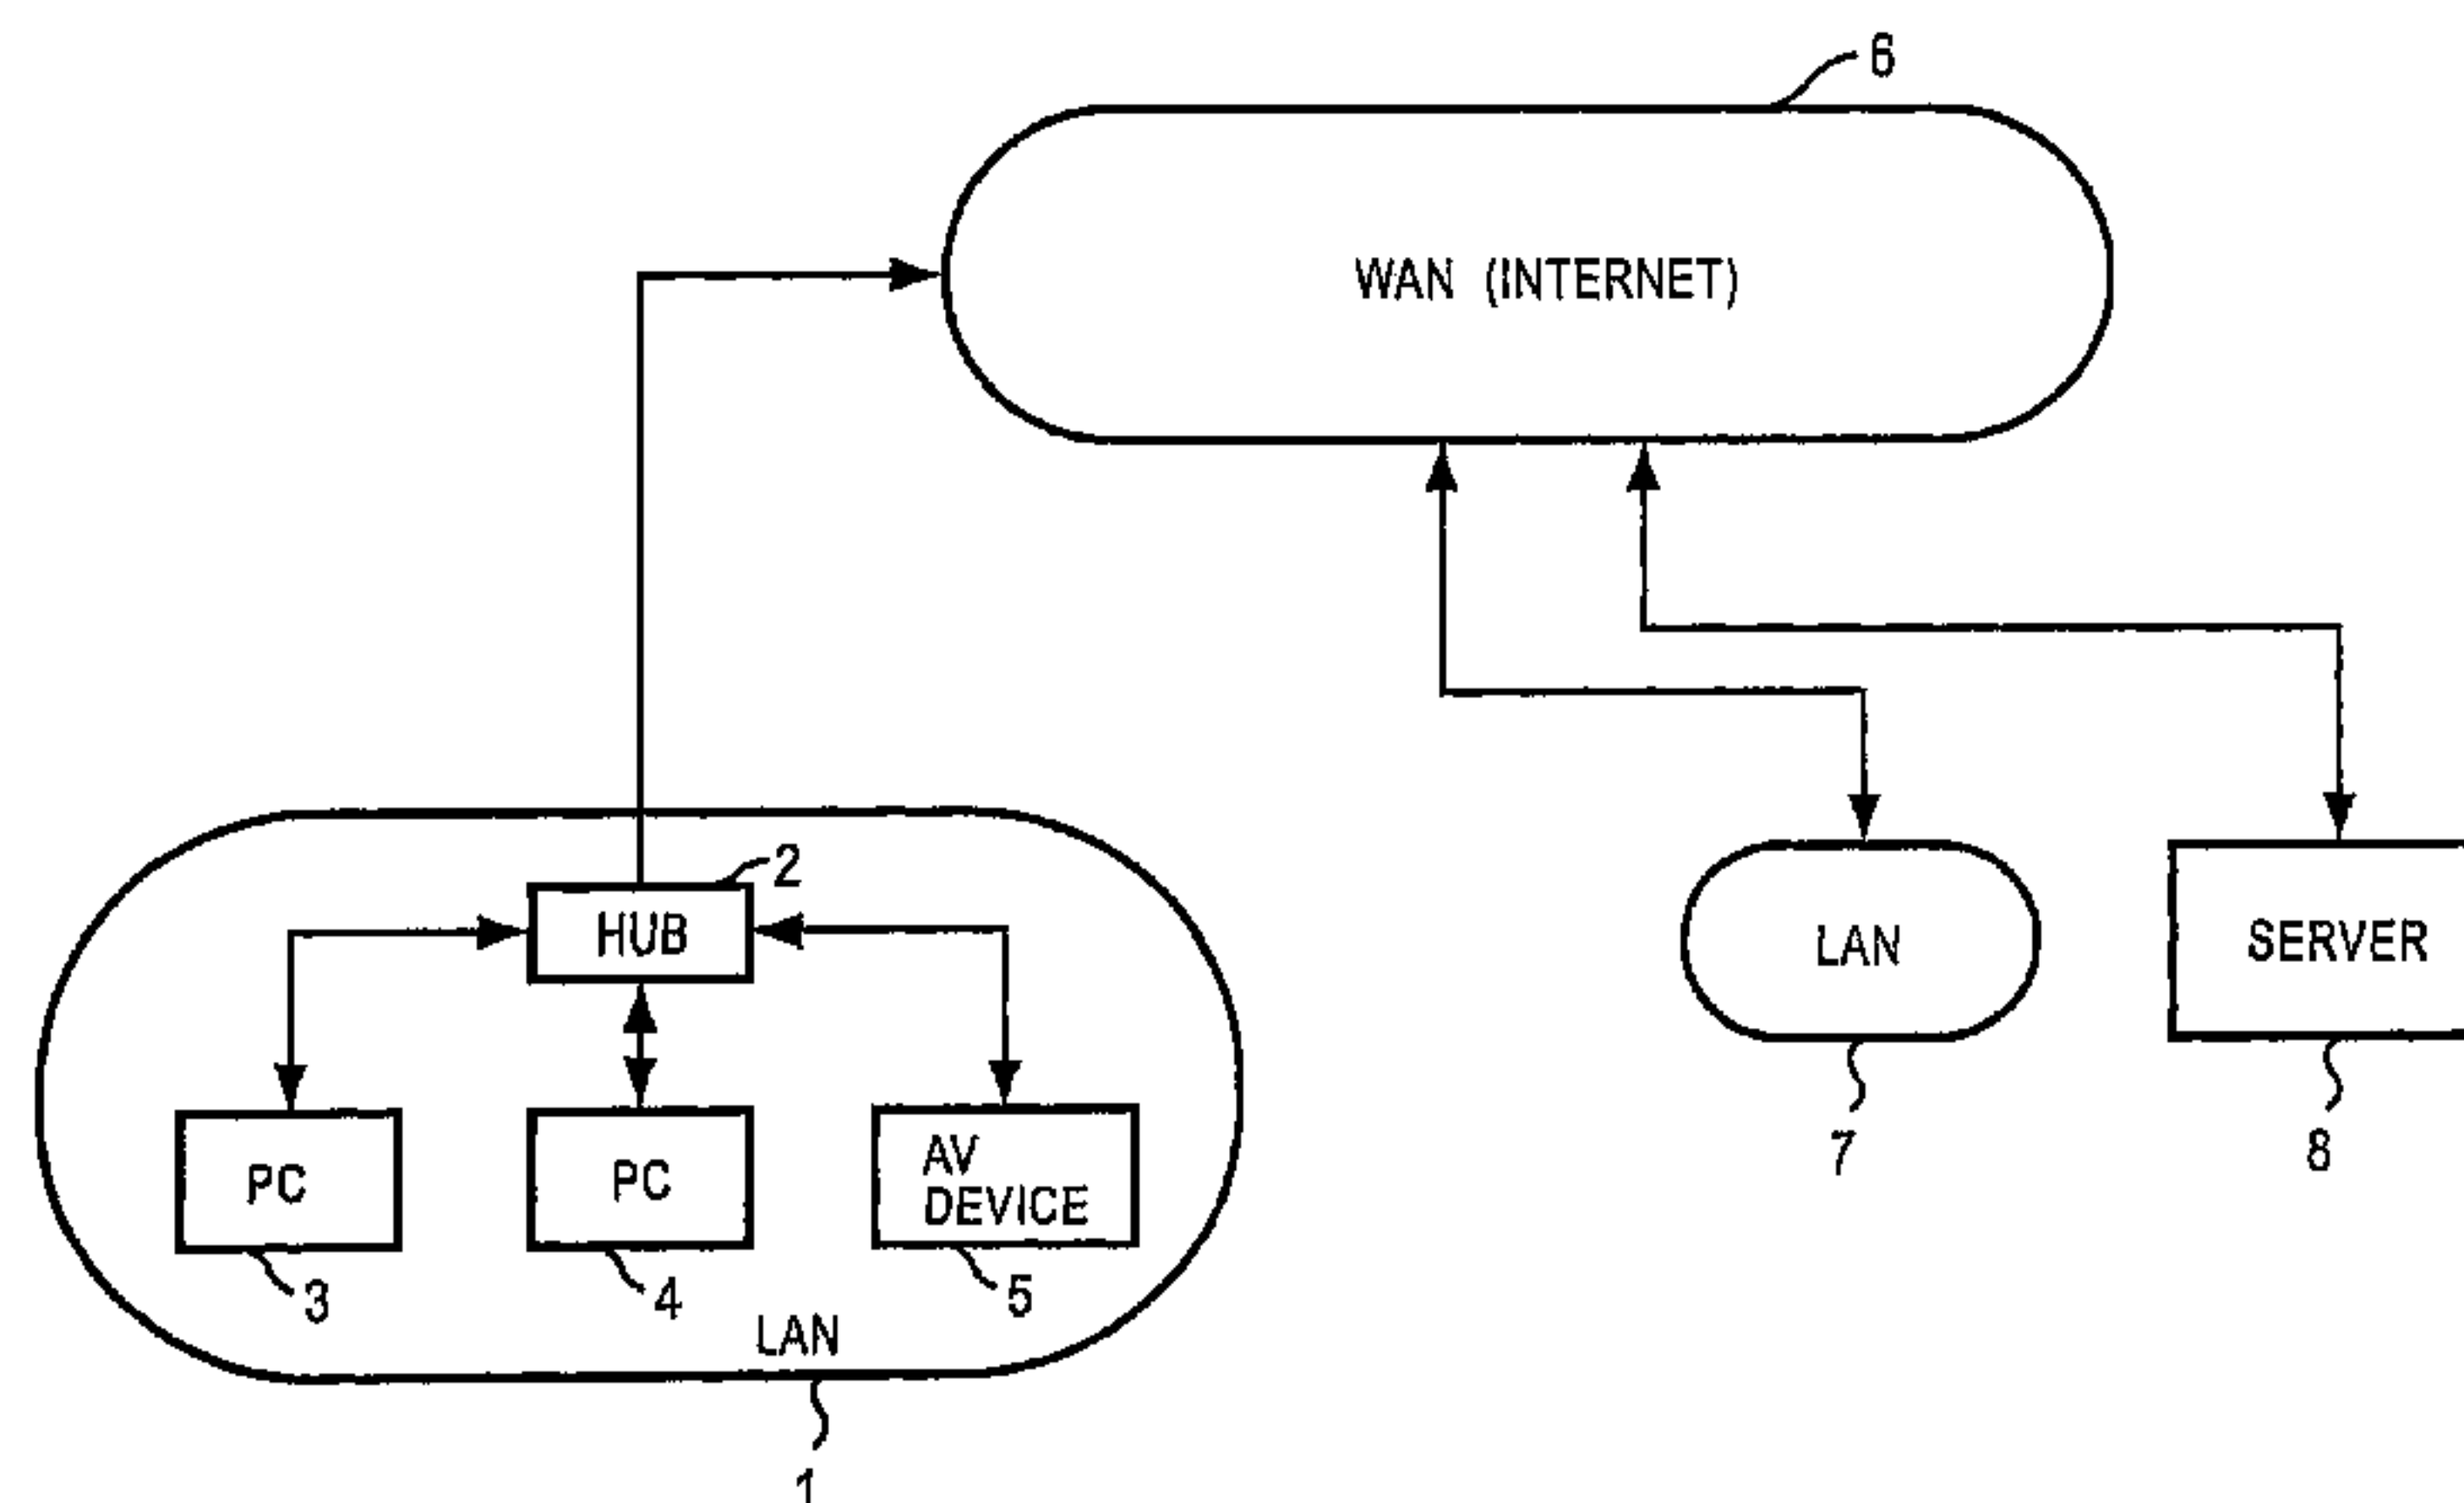 6
WAN (INTERNET)
2
HUB
LAN
SERVER
PC
PC
AV
DEVICE
7
8
3
4
5
LAN
1